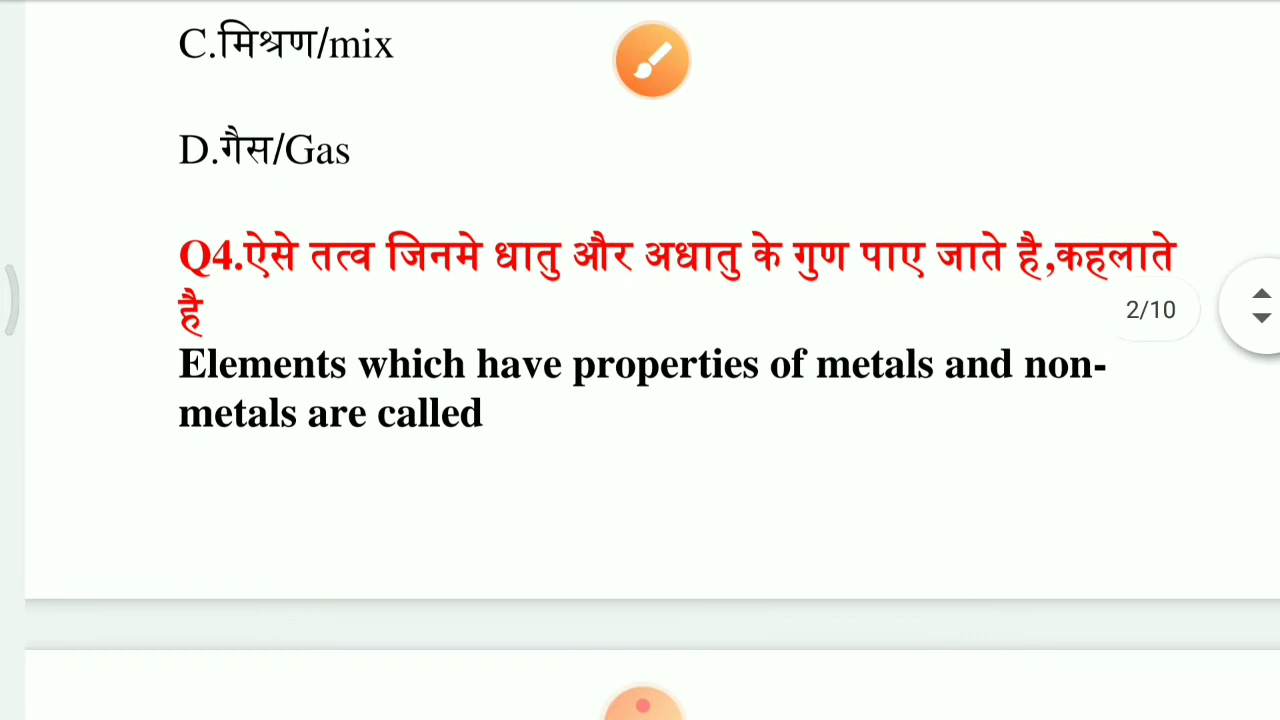 C.मिश्रण/mix
D.गैस/Gas
Q4.ऐसे तत्व जिनमे धातु और अधातु के गुण पाए जाते है,कहलाते
है
2/10
Elements which have properties of metals and non-
metals are called